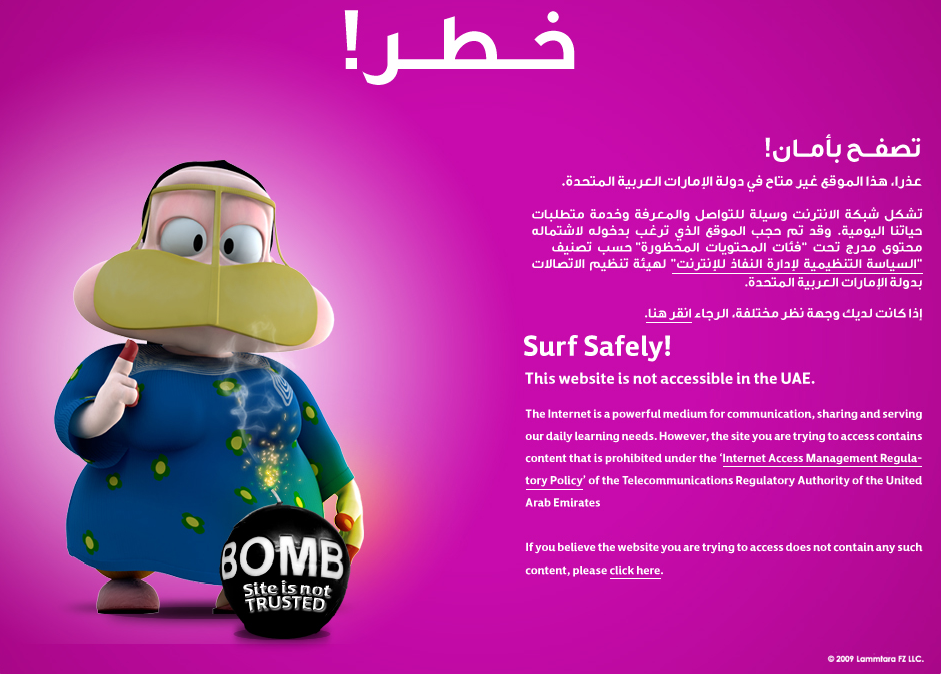 خـطـر!
تصفـح بأمـان!
عذرا، هذا الموقع غير متاح في دولة الإمارات العربية المتحدة.
تشكل شبكة الانترنت وسيلة للتواصل والمعرفة وخدمة متطلبات
حياتنا اليومية. وقد تم حجب الموقع الذي ترغب بدخوله لاشتماله
محتوى مدرج تحت "فئات المحتويات المحظورة" حسب تصنيف
"السياسة التنظيمية لإدارة النفاذ للإنترنت" لهيئة تنظيم الاتصالات
بدولة الإمارات العربية المتحدة.
إذا كانت لديك وجهة نظر مختلفة، الرجاء انقر هنا.
Surf Safely!
This website is not accessible in the UAE.
The Internet is a powerful medium for communication, sharing and serving
our daily learning needs. However, the site you are trying to access contains
content that is prohibited under the ‘Internet Access Management Regula-
tory Policy’ of the Telecommunications Regulatory Authority of the United
Arab Emirates
If you believe the website you are trying to access does not contain any such
content, please click here.
BOMB
Site is not
TRUSTED
© 2009 Lammtara FZ LLC.